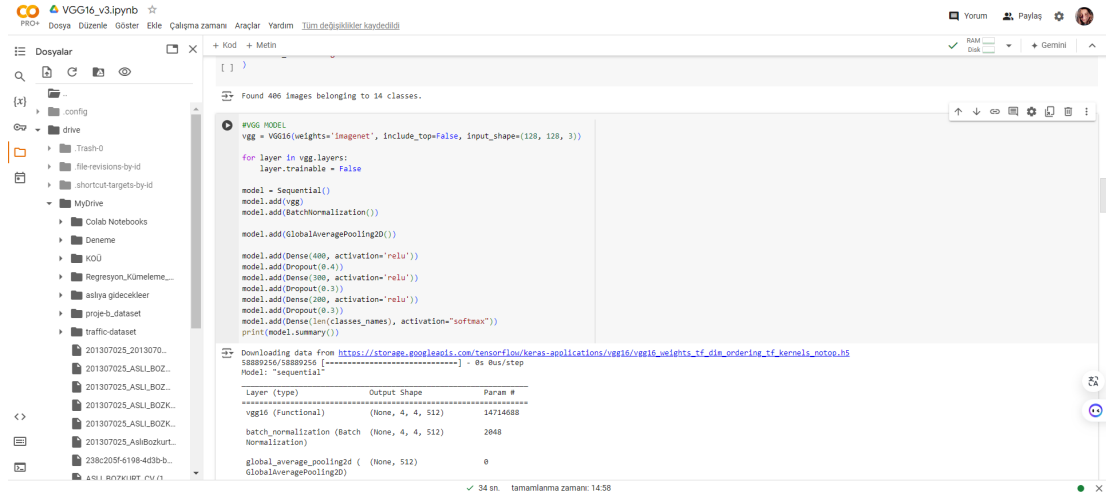 VGG16_v3.ipynb
PRO+
Dosya Düzenle Göster Ekle Çalışma zamanı Araçlar Yardım Tüm değişiklikler kaydedildi
Yorum Paylaş
Dosyalar
+ Kod + Metin
RAM
Disk
Gemini
..
.config
drive
.Trash-0
.file-revisions-by-id
.shortcut-targets-by-id
MyDrive
Colab Notebooks
Deneme
KOÜ
Regresyon_Kümeleme_...
aslıya gidecekleer
proje-b_dataset
traffic-dataset
201307025_2013070...
201307025_ASLI_BOZ...
201307025_ASLI_BOZ...
201307025_ASLI_BOZK...
201307025_ASLI_BOZK...
201307025_AslıBozkurt...
238c205f-6198-4d3b-b...
ASLI_BOZKURT_CV (1
[ ] )
Found 406 images belonging to 14 classes.
#VGG MODEL
vgg = VGG16(weights='imagenet', include_top=False, input_shape=(128, 128, 3))
for layer in vgg.layers:
layer.trainable = False
model = Sequential()
model.add(vgg)
model.add(BatchNormalization())
model.add(GlobalAveragePooling2D())
model.add(Dense(400, activation='relu'))
model.add(Dropout(0.4))
model.add(Dense(300, activation='relu'))
model.add(Dropout(0.3))
model.add(Dense(200, activation='relu'))
model.add(Dropout(0.3))
model.add(Dense(len(classes_names), activation="softmax"))
print(model.summary())
Downloading data from https://storage.googleapis.com/tensorflow/keras-applications/vgg16/vgg16_weights_tf_dim_ordering_tf_kernels_notop.h5
58889256/58889256 [==============================] - 0s 0us/step
Model: "sequential"
Layer (type) Output Shape Param #
vgg16 (Functional) (None, 4, 4, 512) 14714688
batch_normalization (Batch (None, 4, 4, 512) 2048
Normalization)
global_average_pooling2d ( (None, 512) 0
GlobalAveragePooling2D)
34 sn. tamamlanma zamanı: 14:58